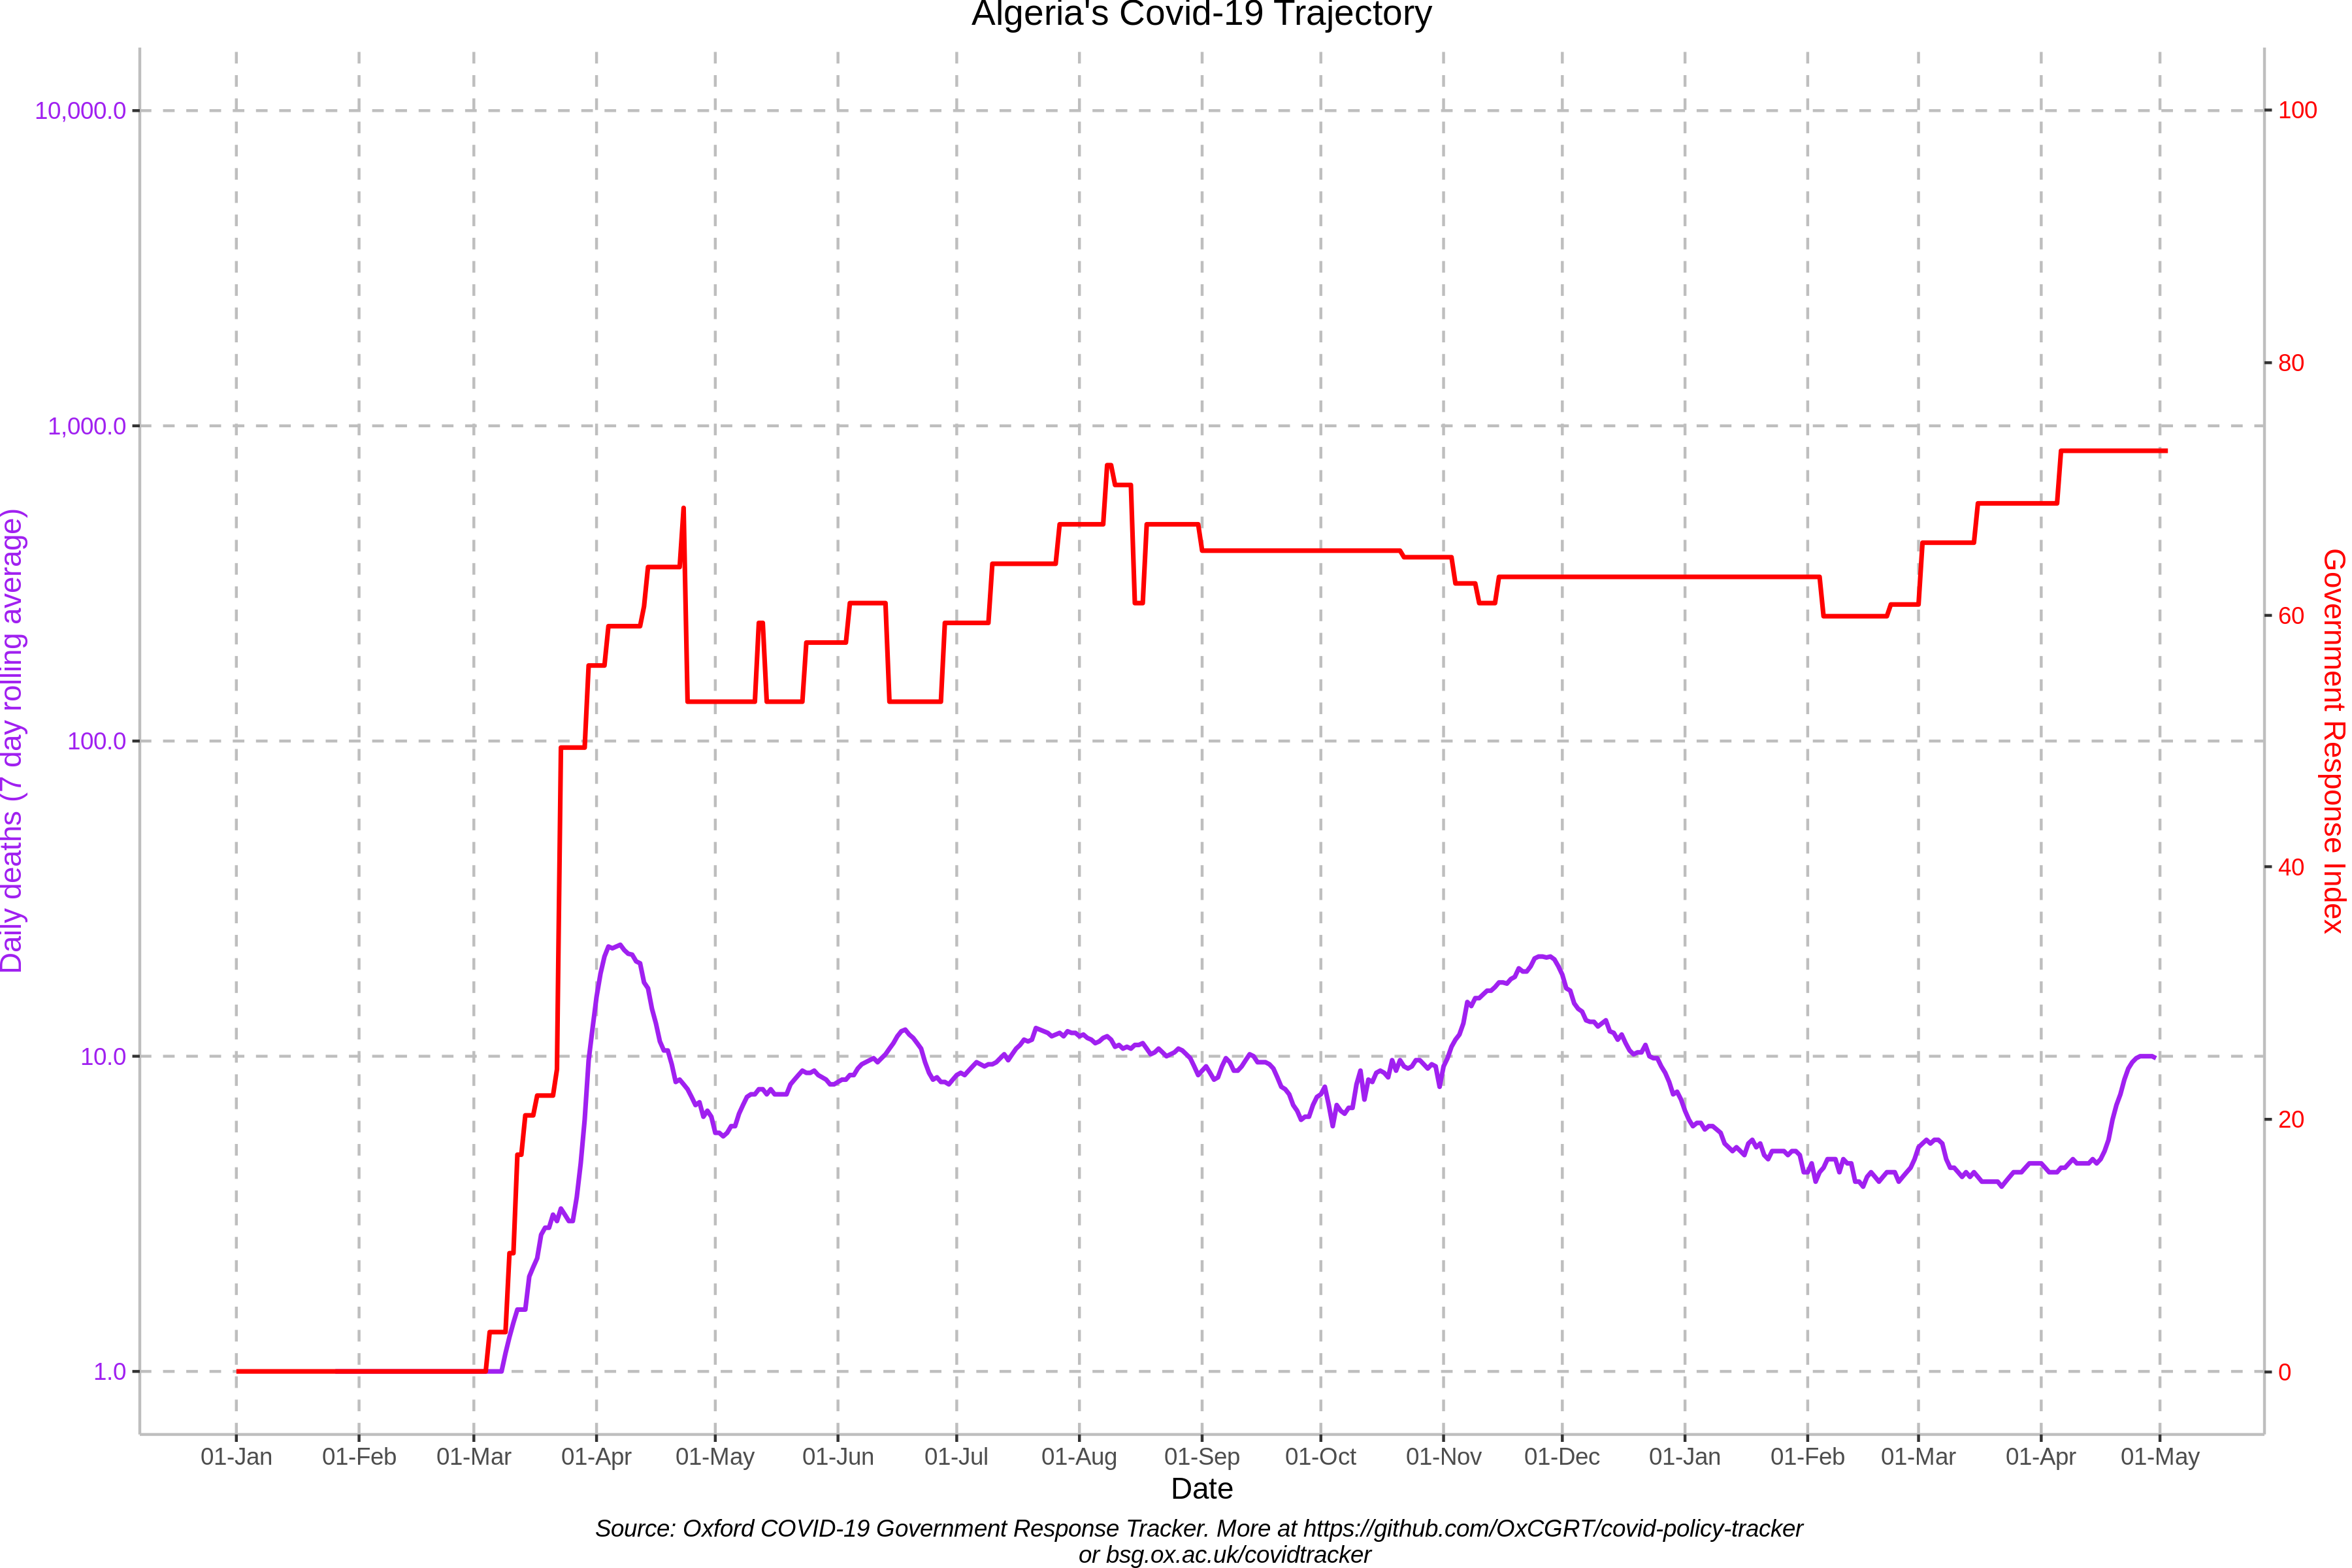 Algeria's Covid-19 Trajectory
10,000.0
1,000.0
100.0
10.0
1.0
Daily deaths (7 day rolling average)
100
80
60
40
20
0
Government Response Index
01-Jan 01-Feb 01-Mar 01-Apr 01-May 01-Jun 01-Jul 01-Aug 01-Sep 01-Oct 01-Nov 01-Dec 01-Jan 01-Feb 01-Mar 01-Apr 01-May
Date
Source: Oxford COVID-19 Government Response Tracker. More at https://github.com/OxCGRT/covid-policy-tracker
or bsg.ox.ac.uk/covidtracker